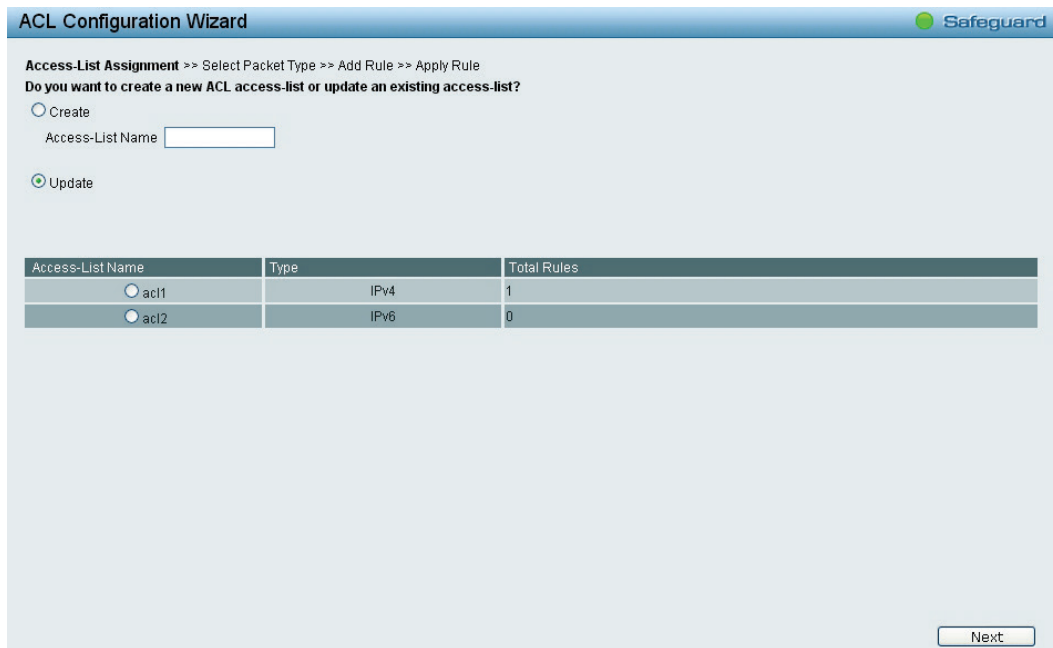 ACL Configuration Wizard
Safeguard
Access-List Assignment >> Select Packet Type >> Add Rule >> Apply Rule
Do you want to create a new ACL access-list or update an existing access-list?
Create
Access-List Name
Update
Access-List Name Type Total Rules
acl1 IPv4 1
acl2 IPv6 0
Next